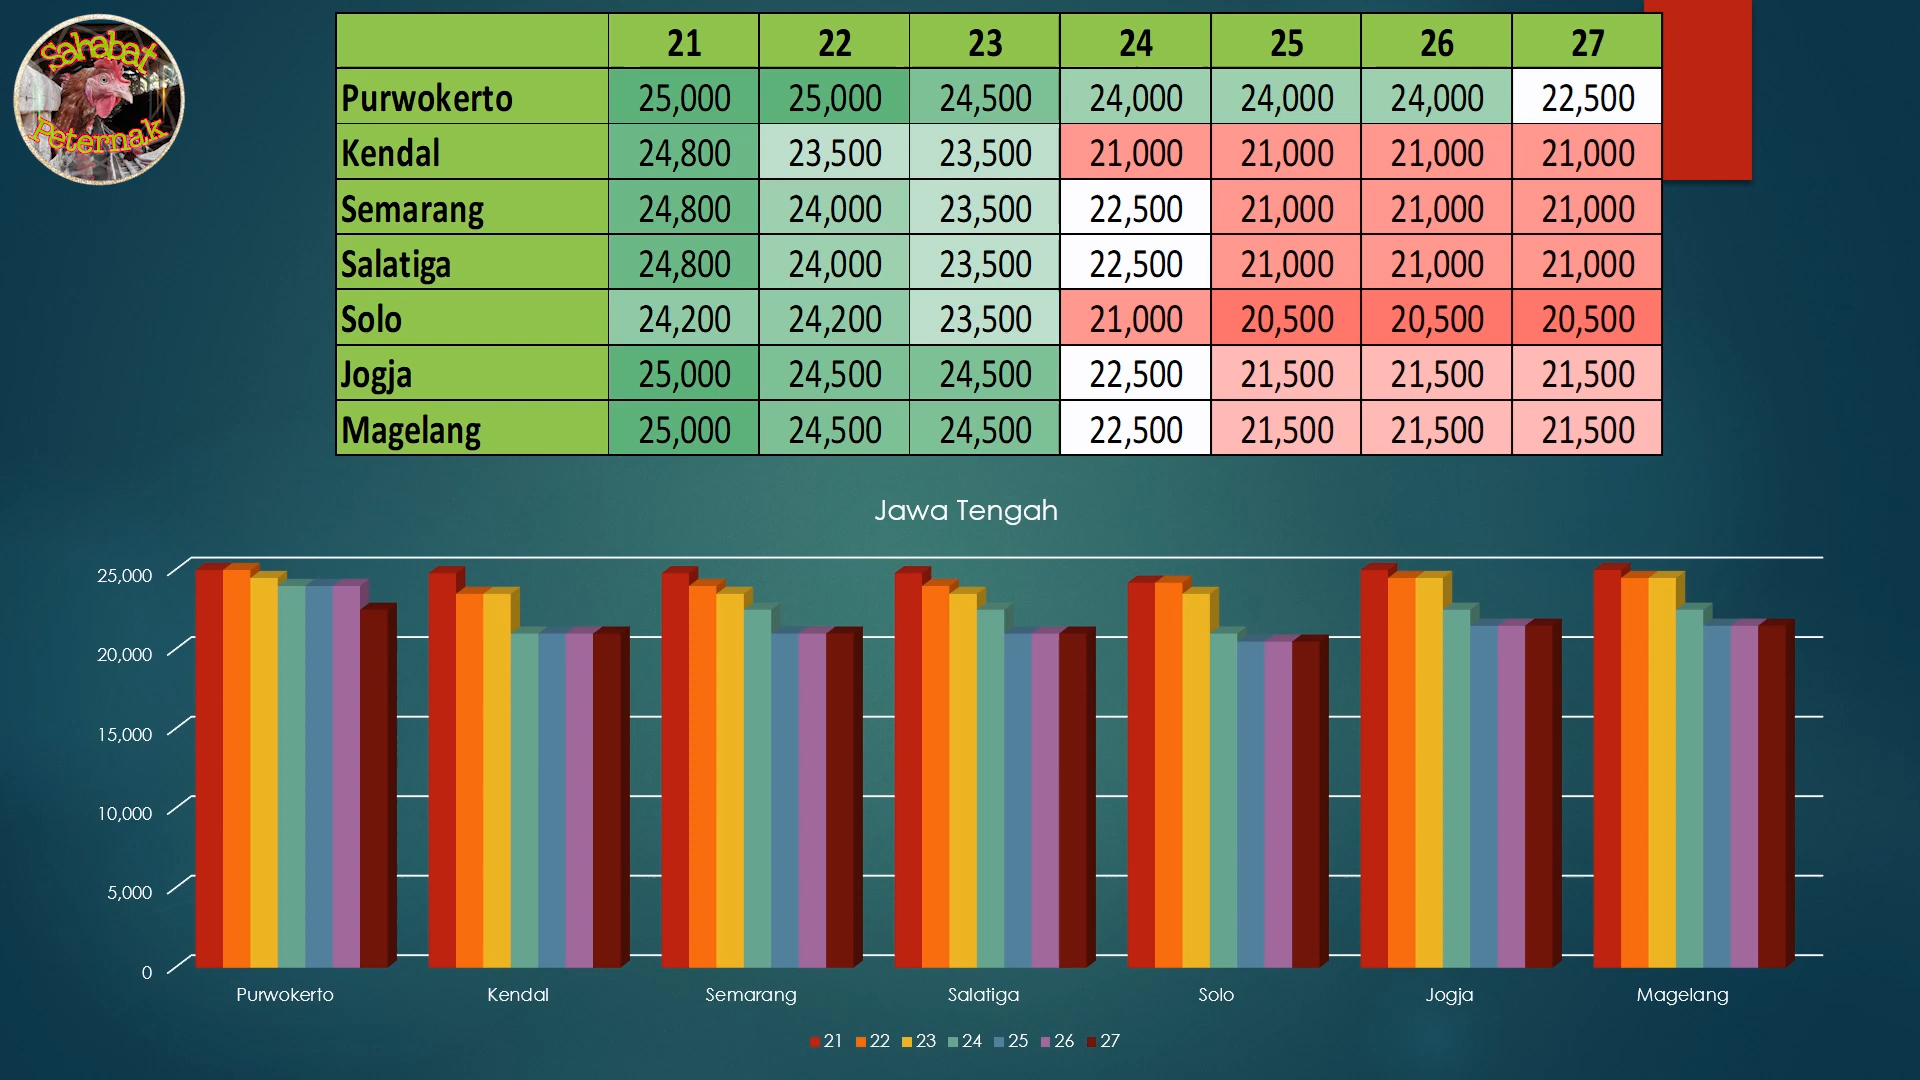 Sahabat
Peternak
21 22 23 24 25 26 27
Purwokerto 25,000 25,000 24,500 24,000 24,000 24,000 22,500
Kendal 24,800 23,500 23,500 21,000 21,000 21,000 21,000
Semarang 24,800 24,000 23,500 22,500 21,000 21,000 21,000
Salatiga 24,800 24,000 23,500 22,500 21,000 21,000 21,000
Solo 24,200 24,200 23,500 21,000 20,500 20,500 20,500
Jogja 25,000 24,500 24,500 22,500 21,500 21,500 21,500
Magelang 25,000 24,500 24,500 22,500 21,500 21,500 21,500
Jawa Tengah
25,000
20,000
15,000
10,000
5,000
0
Purwokerto Kendal Semarang Salatiga Solo Jogja Magelang
21 22 23 24 25 26 27